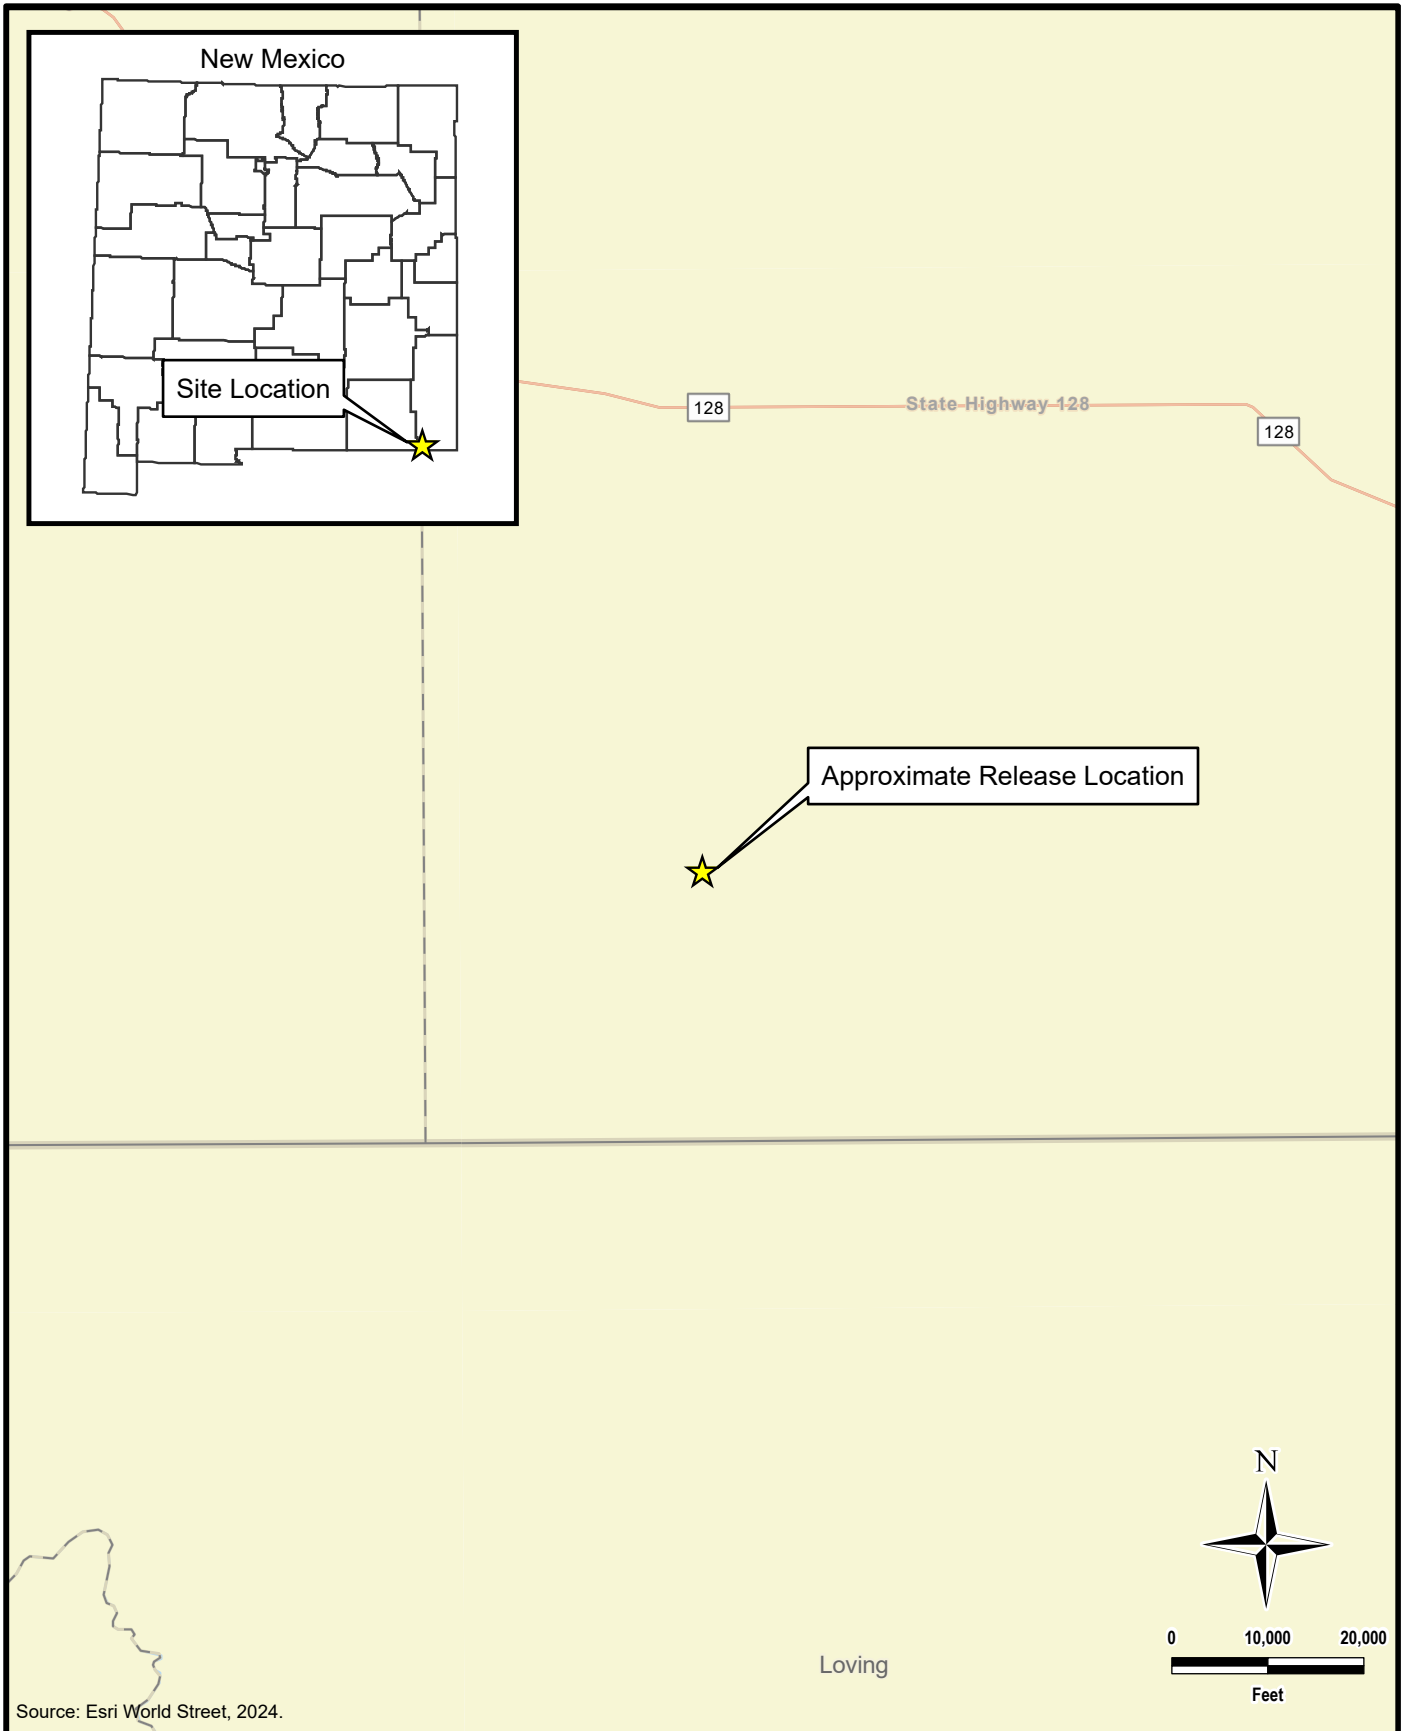 New Mexico
Site Location
128
State Highway 128
128
Approximate Release Location
N
0 10,000 20,000
Feet
Loving
Source: Esri World Street, 2024.